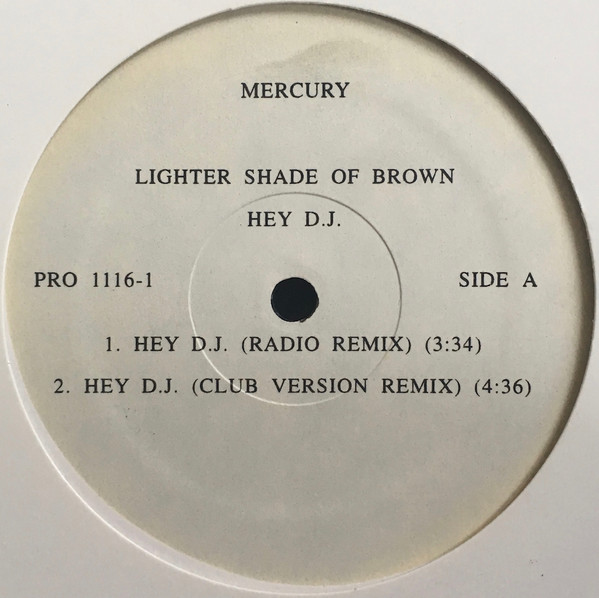 MERCURY
LIGHTER SHADE OF BROWN
HEY D.J.
PRO 1116-1 SIDE A
1. HEY D.J. (RADIO REMIX) (3:34)
2. HEY D.J. (CLUB VERSION REMIX) (4:36)